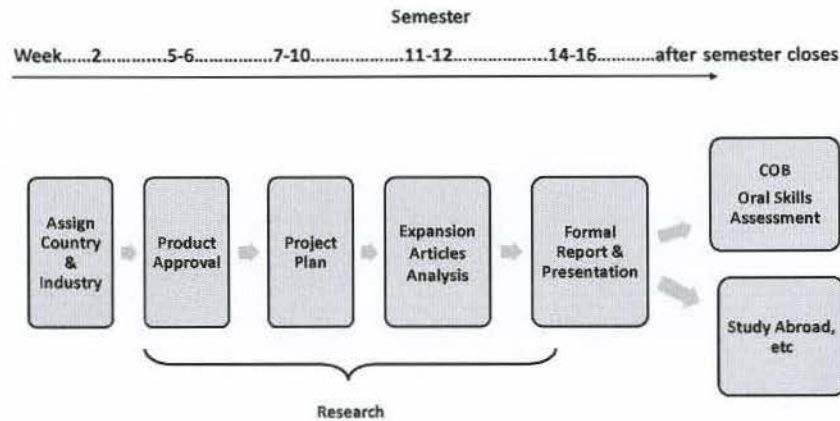 Semester
Week......2.............5-6................7-10...................11-12.........................14-16...........after semester closes
Assign
Country
&
Industry
Product
Approval
Project
Plan
Expansion
Articles
Analysis
Formal
Report &
Presentation
COB
Oral Skills
Assessment
Study Abroad,
etc
Research